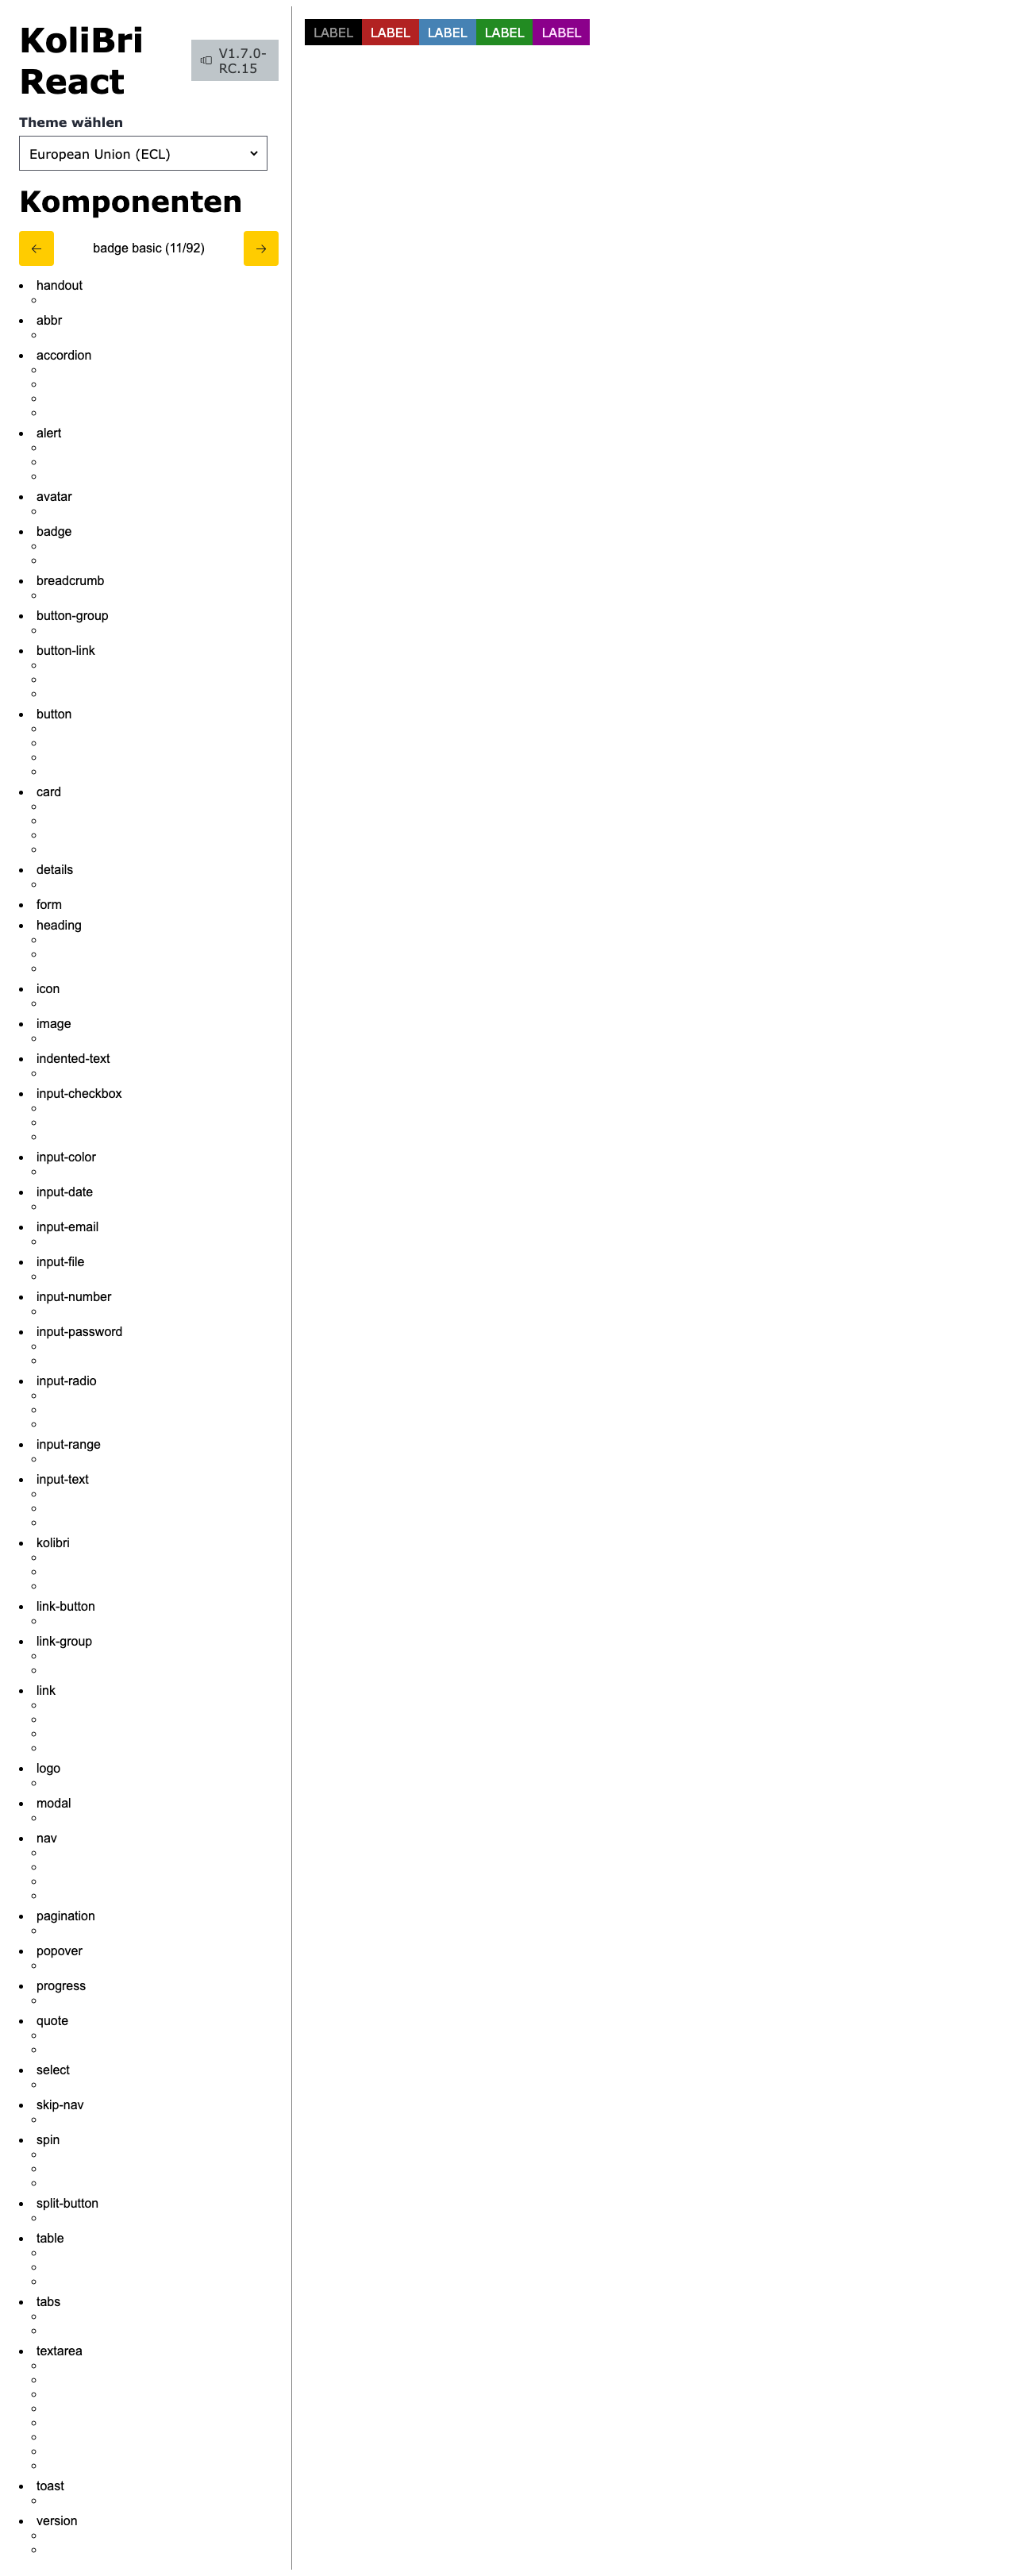 KoliBri
React
V1.7.0-
RC.15
Theme wählen
European Union (ECL)
Komponenten
badge basic (11/92)
handout
abbr
accordion
alert
avatar
badge
breadcrumb
button-group
button-link
button
card
details
form
heading
icon
image
indented-text
input-checkbox
input-color
input-date
input-email
input-file
input-number
input-password
input-radio
input-range
input-text
kolibri
link-button
link-group
link
logo
modal
nav
pagination
popover
progress
quote
select
skip-nav
spin
split-button
table
tabs
textarea
toast
version
LABEL LABEL LABEL LABEL LABEL